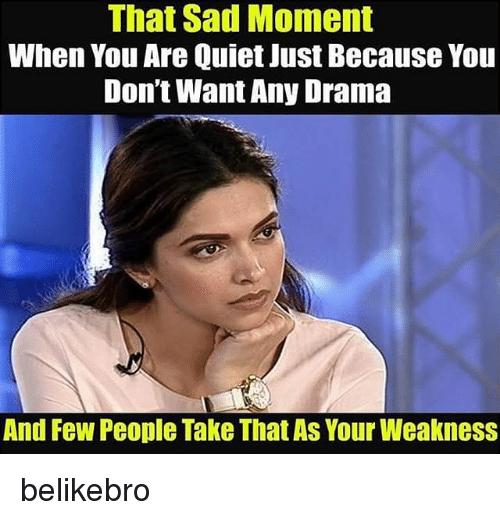 That Sad Moment
When You Are Quiet Just Because You
Don't Want Any Drama
And Few People Take That As Your Weakness
belikebro